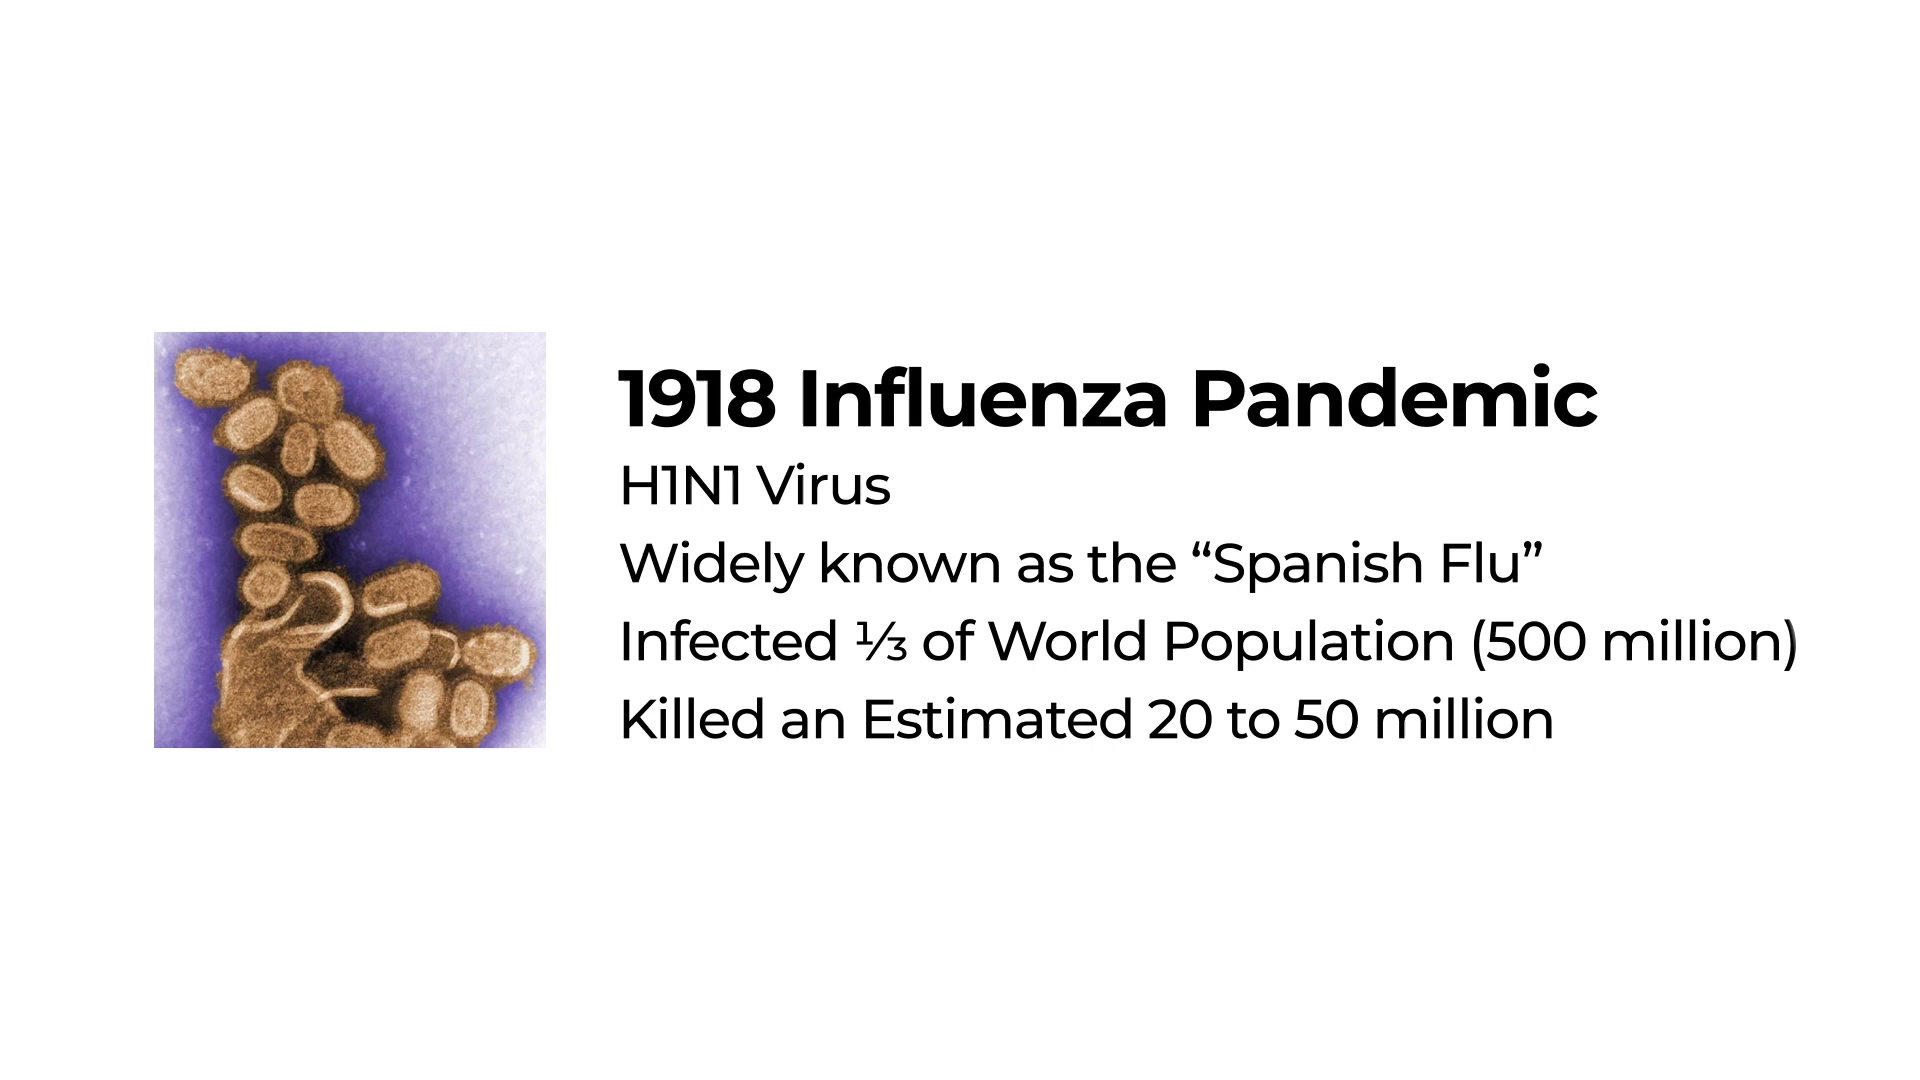 1918 Influenza Pandemic
H1N1 Virus
Widely known as the “Spanish Flu”
Infected ⅓ of World Population (500 million)
Killed an Estimated 20 to 50 million